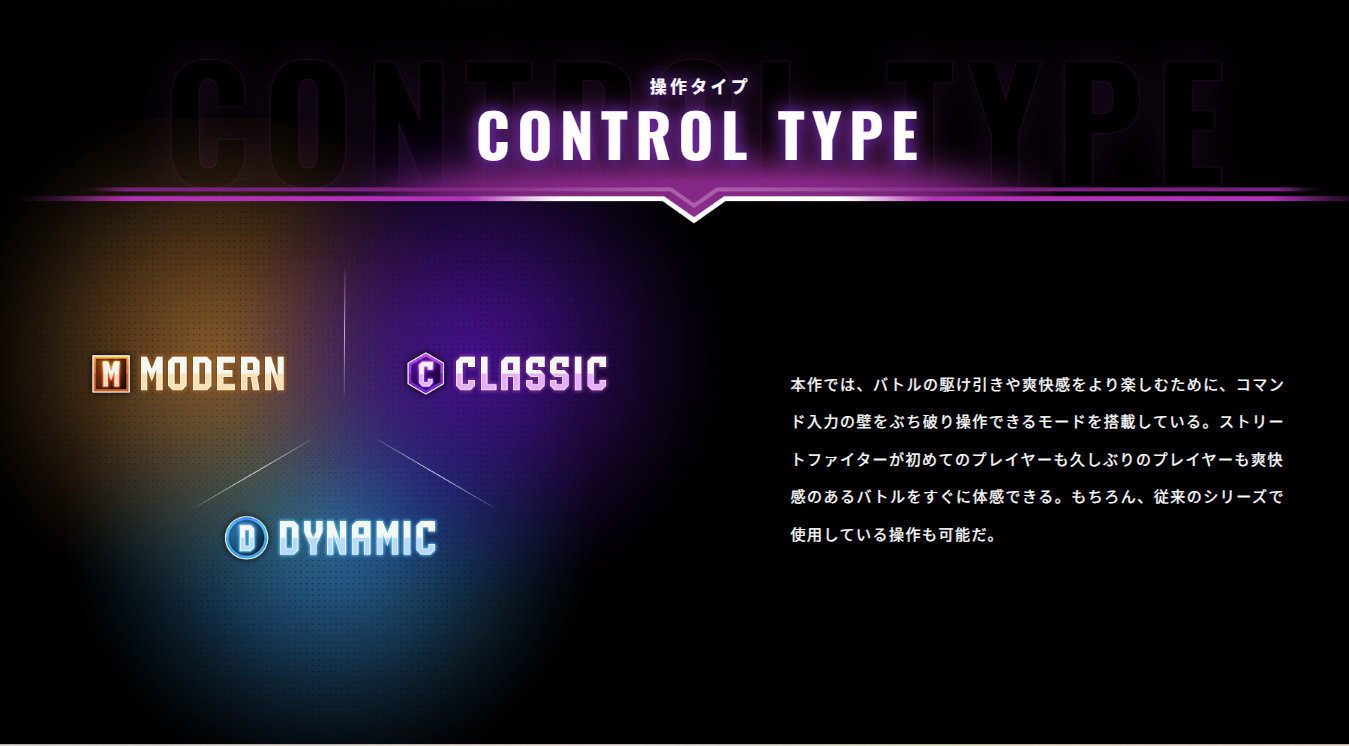 操作タイプ
CONTROL TYPE
CONTROL TYPE
M MODERN
C CLASSIC
D DYNAMIC
本作では、バトルの駆け引きや爽快感をより楽しむために、コマン
ド入力の壁をぶち破り操作できるモードを搭載している。ストリー
トファイターが初めてのプレイヤーも久しぶりのプレイヤーも爽快
感のあるバトルをすぐに体感できる。もちろん、従来のシリーズで
使用している操作も可能だ。